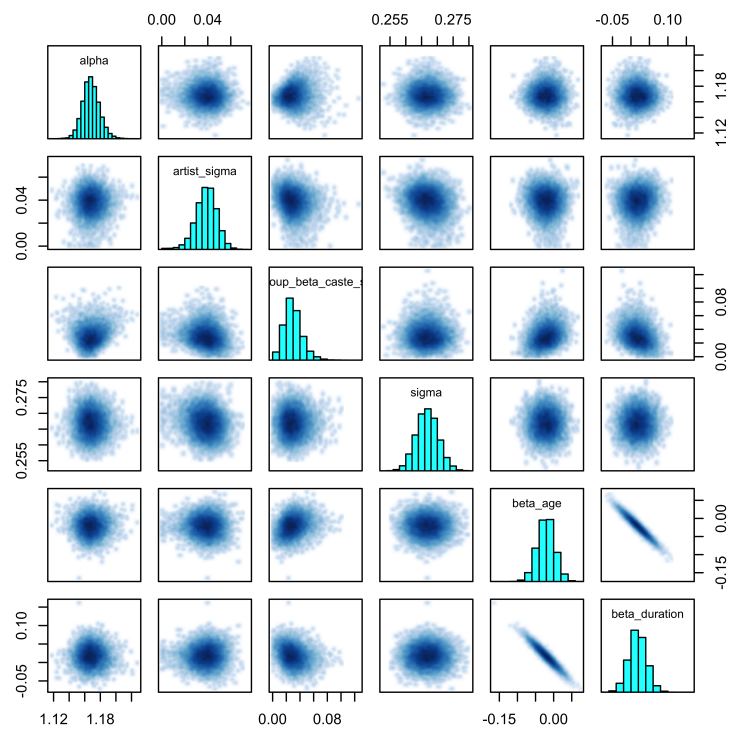 0.00 0.04 0.255 0.275 -0.05 0.10
alpha
1.12 1.18
artist_sigma
0.00 0.04
oup_beta_caste_s
0.00 0.08
sigma
0.255 0.275
beta_age
-0.15 0.00
beta_duration
-0.05 0.10
1.12 1.18 0.00 0.08 -0.15 0.00